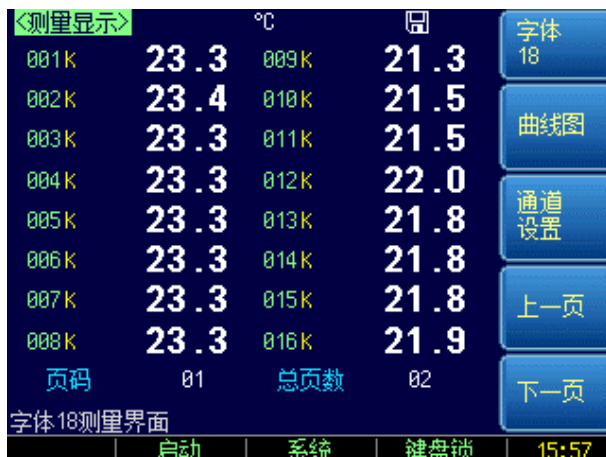 <测量显示> ℃
001K 23.3 009K 21.3
002K 23.4 010K 21.5
003K 23.3 011K 21.5
004K 23.3 012K 22.0
005K 23.3 013K 21.8
006K 23.3 014K 21.8
007K 23.3 015K 21.8
008K 23.3 016K 21.9
页码 01 总页数 02
字体18测量界面
字体
18
曲线图
通道
设置
上一页
下一页
启动 系统 键盘锁 15:57